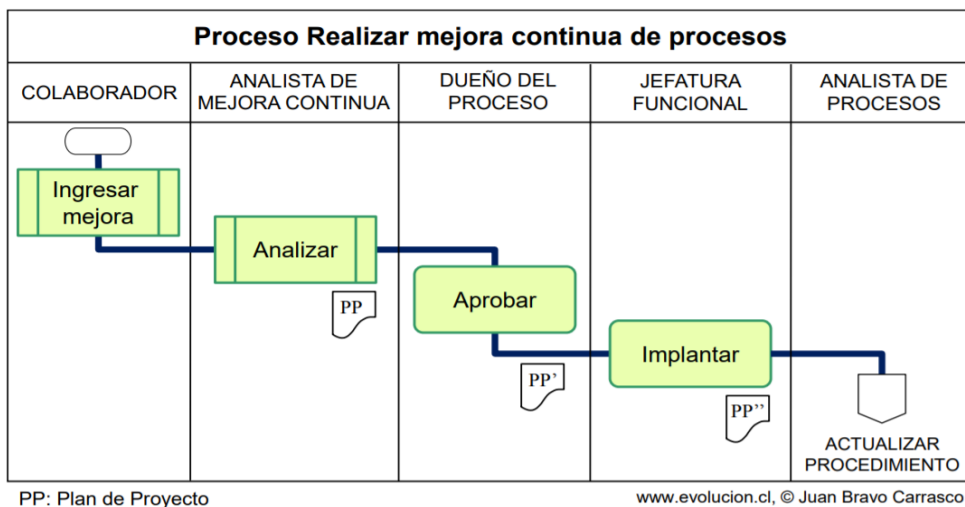 Proceso Realizar mejora continua de procesos
COLABORADOR
ANALISTA DE
MEJORA CONTINUA
DUEÑO DEL
PROCESO
JEFATURA
FUNCIONAL
ANALISTA DE
PROCESOS
Ingresar
mejora
Analizar
PP
Aprobar
PP’
Implantar
PP’’
ACTUALIZAR
PROCEDIMIENTO
PP: Plan de Proyecto
www.evolucion.cl, © Juan Bravo Carrasco